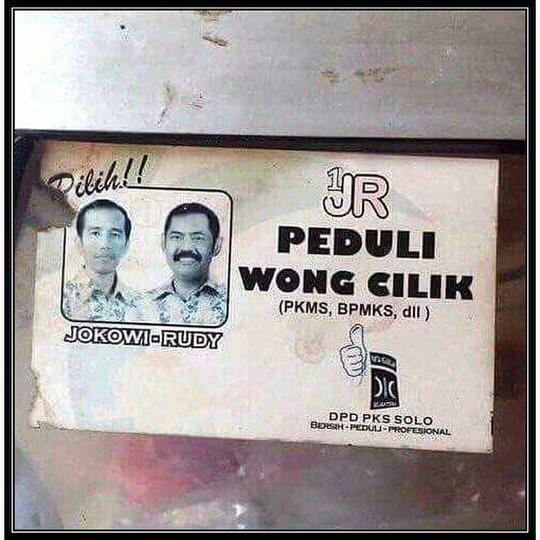 Pilih!!
1
JR
PEDULI
WONG CILIK
(PKMS, BPMKS, dll )
JOKOWI - RUDY
DPD PKS SOLO
BERSIH - PEDULI - PROFESIONAL